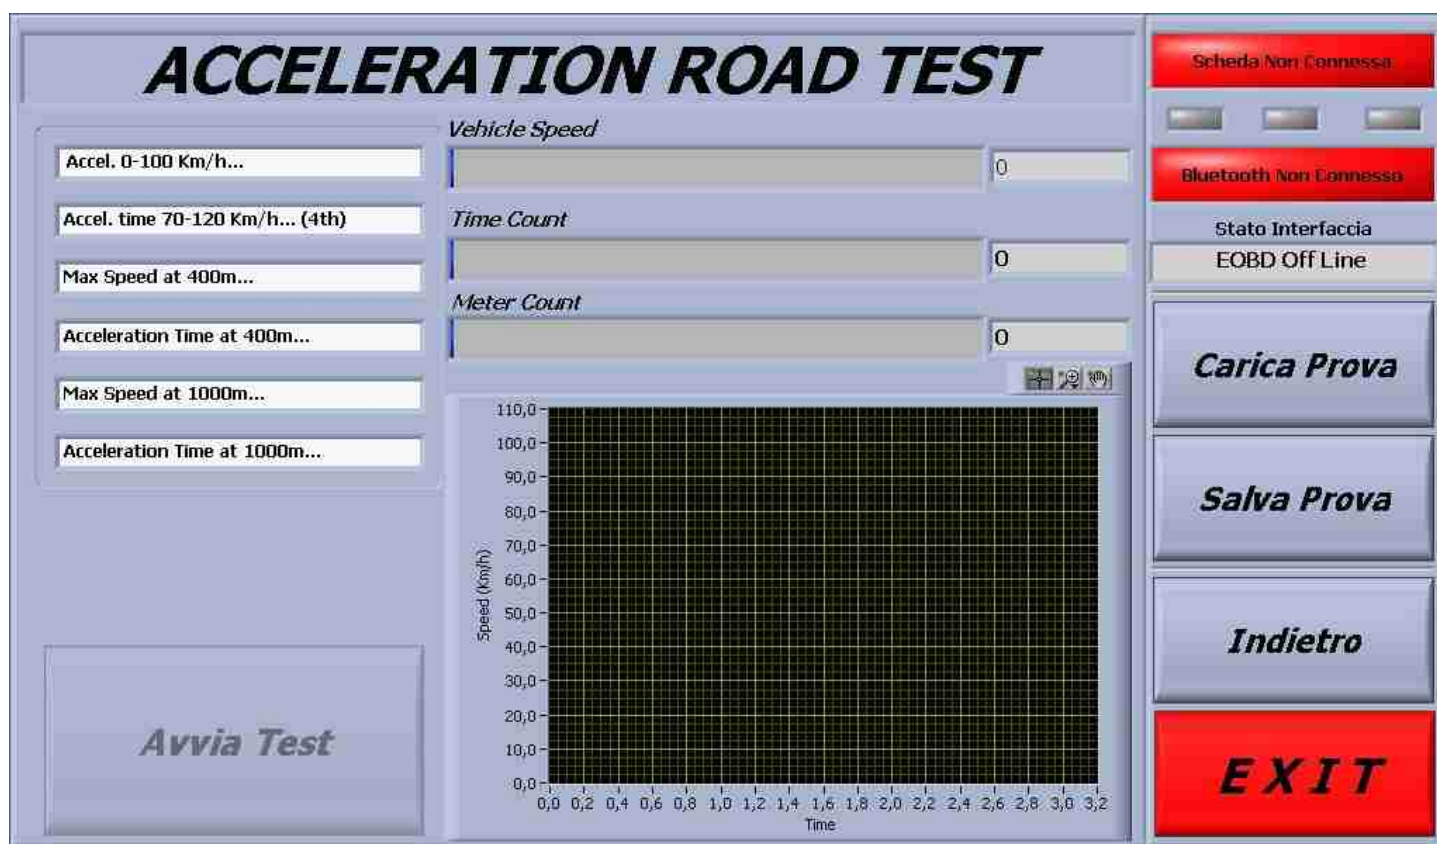 ACCELERATION ROAD TEST
Accel. 0-100 Km/h...
Accel. time 70-120 Km/h... (4th)
Max Speed at 400m...
Acceleration Time at 400m...
Max Speed at 1000m...
Acceleration Time at 1000m...
Avvia Test
Vehicle Speed
0
Time Count
0
Meter Count
0
110,0
100,0
90,0
80,0
70,0
60,0
50,0
40,0
30,0
20,0
10,0
0,0
Speed (Km/h)
0,0 0,2 0,4 0,6 0,8 1,0 1,2 1,4 1,6 1,8 2,0 2,2 2,4 2,6 2,8 3,0 3,2
Time
Scheda Non Connessa
Bluetooth Non Connesso
Stato Interfaccia
EOBD Off Line
Carica Prova
Salva Prova
Indietro
EXIT